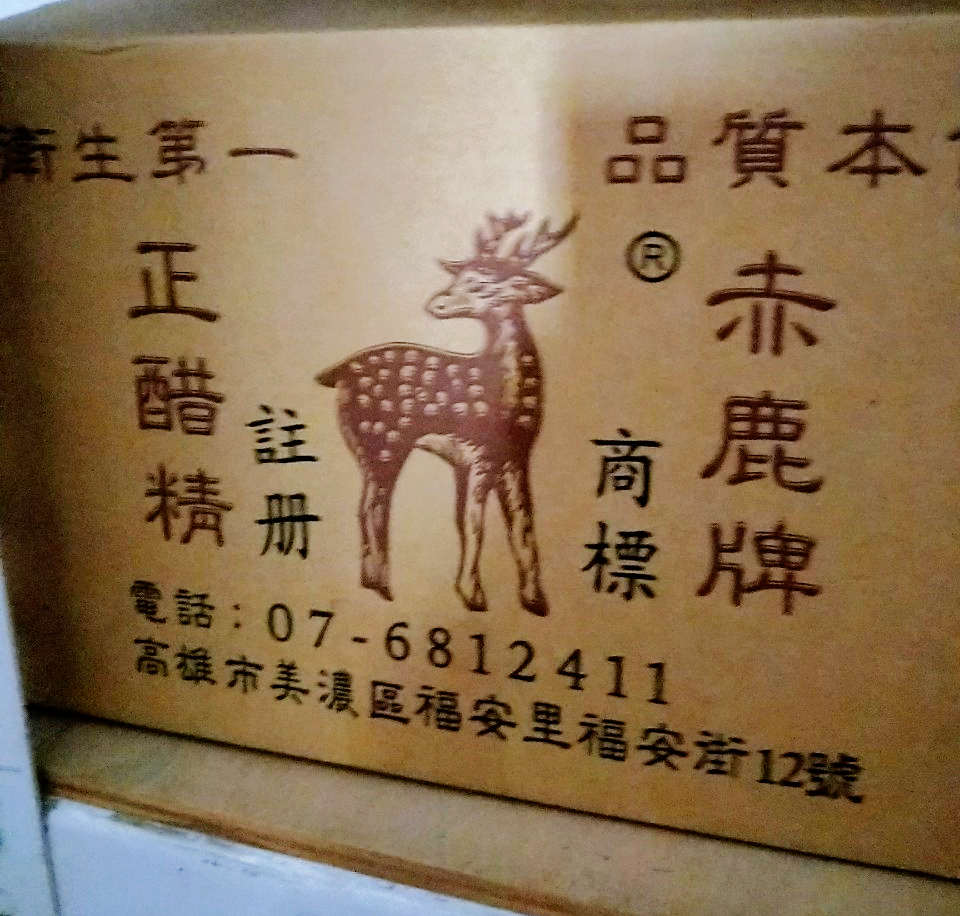 衛生第一
品質本
赤鹿牌
®
商標
註册
正醋精
電話：07-6812411
高雄市美濃區福安里福安街12號